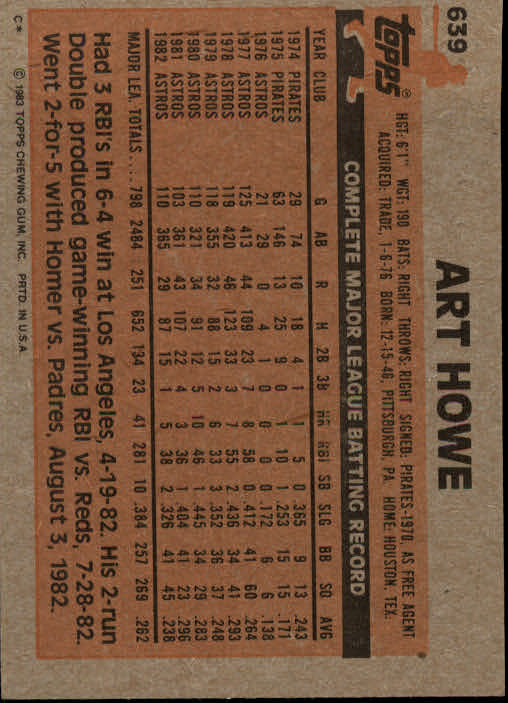 639
Topps®
ART HOWE
HGT: 6'1" WGT: 190 BATS: RIGHT THROWS: RIGHT SIGNED: PIRATES-1970, AS FREE AGENT
ACQUIRED: TRADE, 1-6-76 BORN: 12-15-46, PITTSBURGH, PA. HOME: HOUSTON, TEX.
COMPLETE MAJOR LEAGUE BATTING RECORD
YEAR CLUB G AB R H 2B 3B HR RBI SB SLG BB SO AVG
1974 PIRATES 29 74 10 18 4 1 1 5 0 .365 9 13 .243
1975 PIRATES 63 146 13 25 9 0 1 10 1 .253 15 15 .171
1976 ASTROS 21 29 0 4 1 0 0 0 0 .172 6 6 .138
1977 ASTROS 125 413 44 109 23 7 8 58 0 .412 41 60 .264
1978 ASTROS 119 420 46 123 33 3 7 55 2 .436 34 41 .293
1979 ASTROS 118 355 32 88 15 2 6 33 3 .352 36 37 .248
1980 ASTROS 110 321 34 91 12 5 10 46 1 .445 34 29 .283
1981 ASTROS 103 361 43 107 22 4 3 36 1 .404 41 23 .296
1982 ASTROS 110 365 29 87 15 1 5 38 2 .326 41 45 .238
MAJOR LEA. TOTALS.... 798 2484 251 652 134 23 41 281 10 .384 257 269 .262
Had 3 RBI's in 6-4 win at Los Angeles, 4-19-82. His 2-run
Double produced game-winning RBI vs. Reds, 7-28-82.
Went 2-for-5 with Homer vs. Padres, August 3, 1982.
C* © 1983 TOPPS CHEWING GUM, INC. PRTD. IN U.S.A